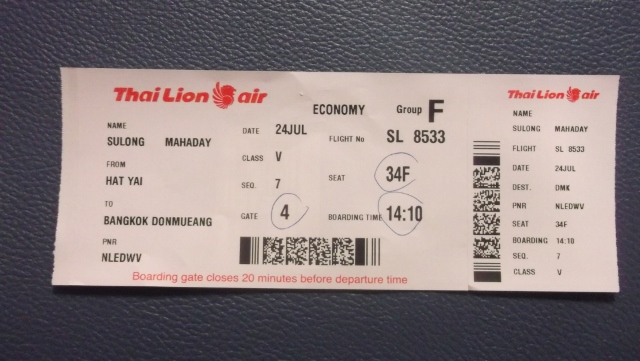 Thai Lion air
ECONOMY Group F
NAME DATE 24JUL FLIGHT No SL 8533
SULONG MAHADAY
FROM CLASS V
HAT YAI SEQ. 7 SEAT 34F
TO
BANGKOK DONMUEANG GATE 4 BOARDING TIME 14:10
PNR
NLEDWV
Boarding gate closes 20 minutes before departure time
Thai Lion air
NAME
SULONG MAHADAY
FLIGHT SL 8533
DATE 24JUL
DEST. DMK
PNR NLEDWV
SEAT 34F
BOARDING 14:10
SEQ. 7
CLASS V